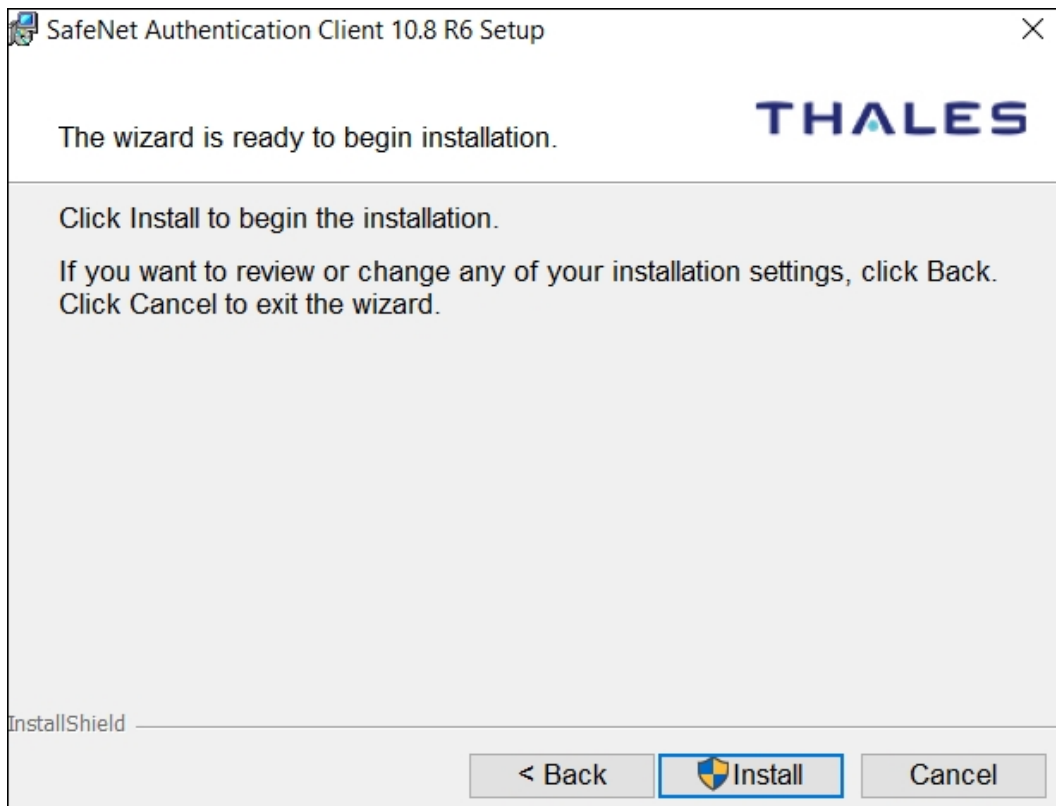 SafeNet Authentication Client 10.8 R6 Setup
THALES
The wizard is ready to begin installation.
Click Install to begin the installation.
If you want to review or change any of your installation settings, click Back.
Click Cancel to exit the wizard.
InstallShield
< Back
Install
Cancel